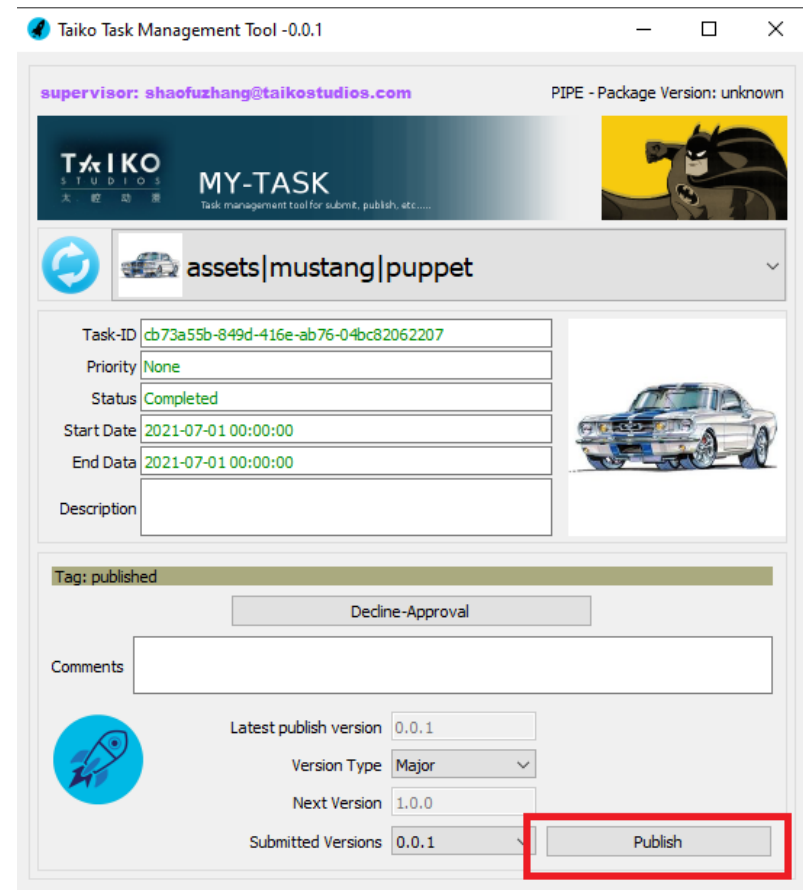 Taiko Task Management Tool -0.0.1
supervisor: shaofuzhang@taikostudios.com
PIPE - Package Version: unknown
TAIKO
STUDIOS
太 崆 动 漫
MY-TASK
Task management tool for submit, publish, etc.....
assets|mustang|puppet
Task-ID cb73a55b-849d-416e-ab76-04bc82062207
Priority None
Status Completed
Start Date 2021-07-01 00:00:00
End Data 2021-07-01 00:00:00
Description
Tag: published
Decline-Approval
Comments
Latest publish version 0.0.1
Version Type Major
Next Version 1.0.0
Submitted Versions 0.0.1
Publish